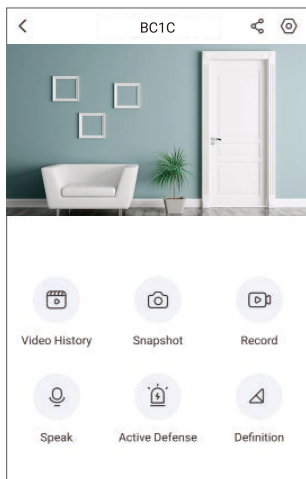 BC1C
Video History
Snapshot
Record
Speak
Active Defense
Definition